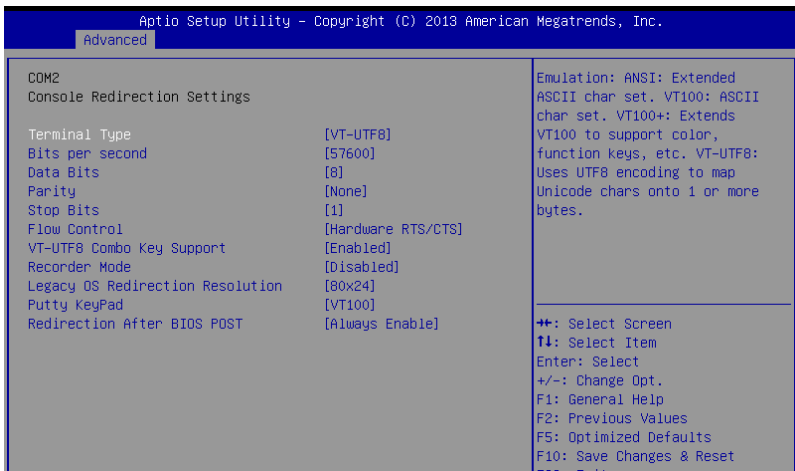 Aptio Setup Utility – Copyright (C) 2013 American Megatrends, Inc.
Advanced
COM2
Console Redirection Settings
Terminal Type [VT-UTF8]
Bits per second [57600]
Data Bits [8]
Parity [None]
Stop Bits [1]
Flow Control [Hardware RTS/CTS]
VT-UTF8 Combo Key Support [Enabled]
Recorder Mode [Disabled]
Legacy OS Redirection Resolution [80x24]
Putty KeyPad [VT100]
Redirection After BIOS POST [Always Enable]
Emulation: ANSI: Extended
ASCII char set. VT100: ASCII
char set. VT100+: Extends
VT100 to support color,
function keys, etc. VT-UTF8:
Uses UTF8 encoding to map
Unicode chars onto 1 or more
bytes.
→←: Select Screen
↑↓: Select Item
Enter: Select
+/-: Change Opt.
F1: General Help
F2: Previous Values
F5: Optimized Defaults
F10: Save Changes & Reset